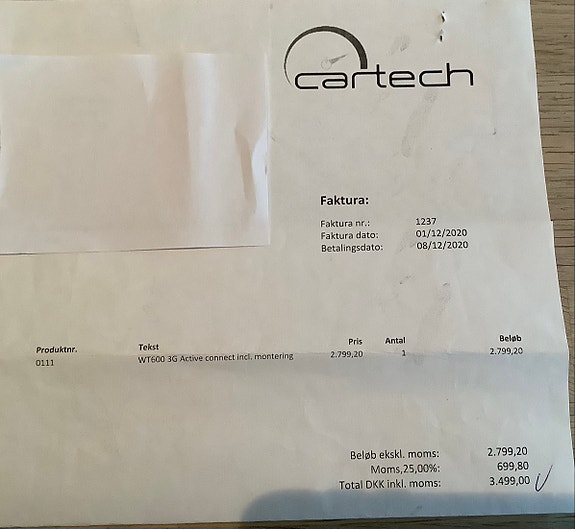 cartech
Faktura:
Faktura nr.: 1237
Faktura dato: 01/12/2020
Betalingsdato: 08/12/2020
Produktnr. Tekst Pris Antal Beløb
0111 WT600 3G Active connect incl. montering 2.799,20 1 2.799,20
Beløb ekskl. moms: 2.799,20
Moms,25,00%: 699,80
Total DKK inkl. moms: 3.499,00